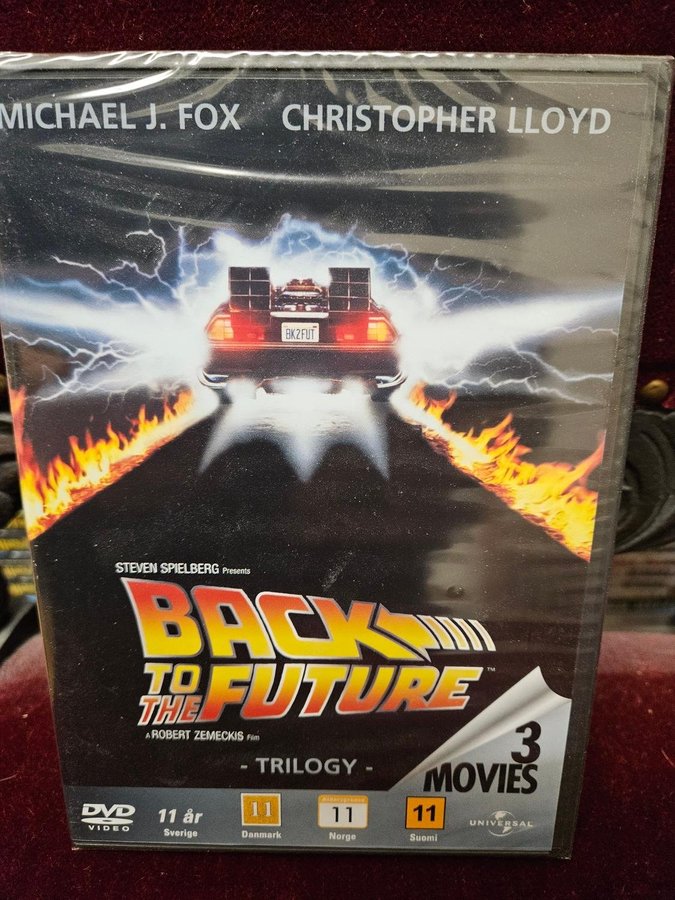 MICHAEL J. FOX CHRISTOPHER LLOYD
BK2FUT
STEVEN SPIELBERG Presents
BACK
TO THE FUTURE™
A ROBERT ZEMECKIS Film
- TRILOGY -
3
MOVIES
DVD
VIDEO
11 år
Sverige
11
Danmark
11
Norge
11
Suomi
UNIVERSAL